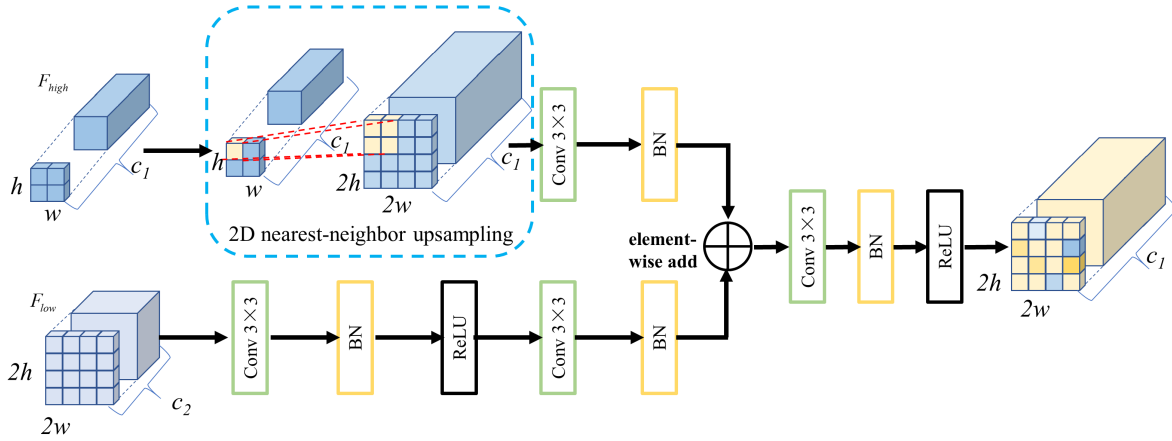 F_high
h
w
c_1
h
w
c_1
2h
2w
c_1
2D nearest-neighbor upsampling
Conv 3×3
BN
F_low
2h
2w
c_2
Conv 3×3
BN
ReLU
Conv 3×3
BN
element-
wise add
Conv 3×3
BN
ReLU
2h
2w
c_1